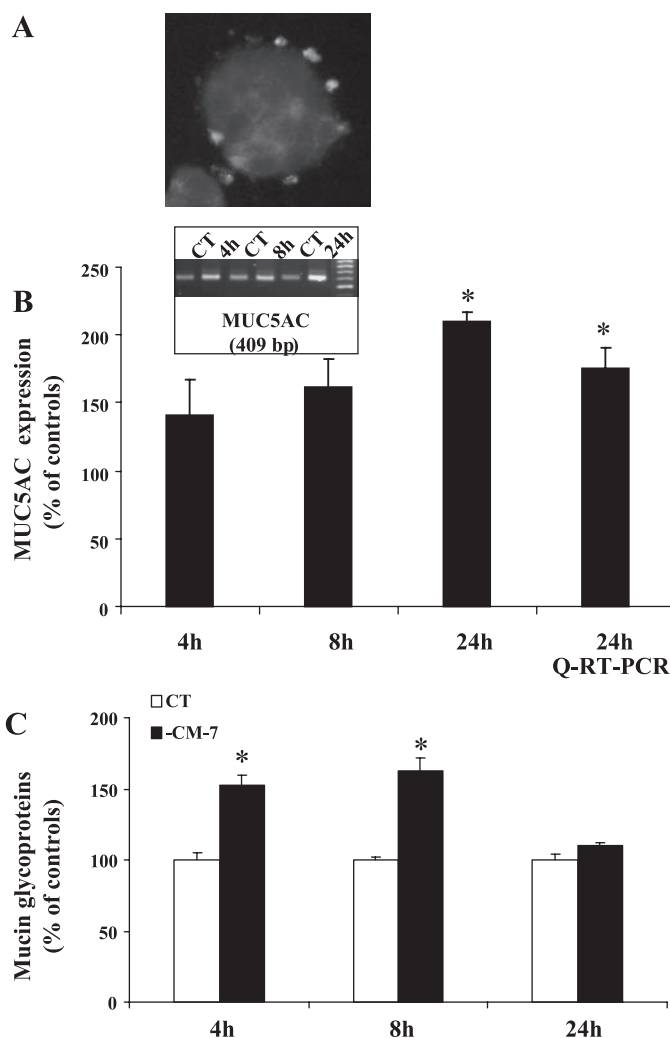 A
CT 4h CT 8h CT 24h
MUC5AC
(409 bp)
B
MUC5AC expression
(% of controls)
250
200
150
100
50
0
*
*
4h 8h 24h 24h
Q-RT-PCR
C
CT
-CM-7
Mucin glycoproteins
(% of controls)
200
150
100
50
0
*
*
4h 8h 24h